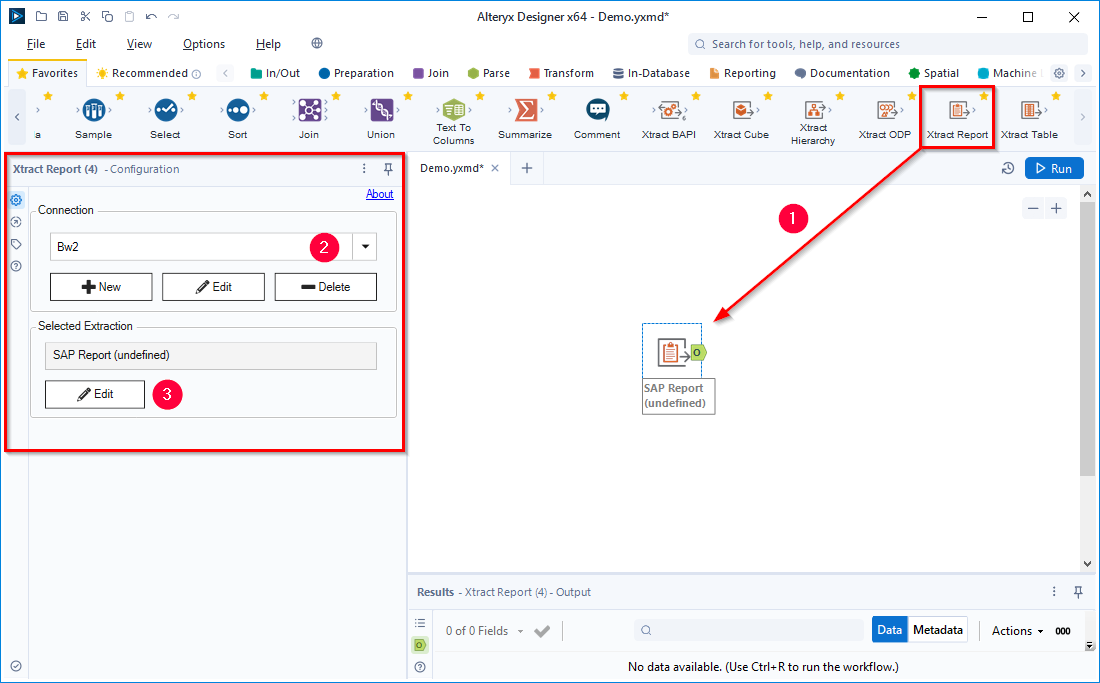 Alteryx Designer x64 - Demo.yxmd*
File Edit View Options Help
Search for tools, help, and resources
Favorites Recommended In/Out Preparation Join Parse Transform In-Database Reporting Documentation Spatial Machine
a Sample Select Sort Join Union Text To Columns Summarize Comment Xtract BAPI Xtract Cube Xtract Hierarchy Xtract ODP Xtract Report Xtract Table
Xtract Report (4) - Configuration
About
Connection
Bw2
2
New Edit Delete
Selected Extraction
SAP Report (undefined)
Edit
3
Demo.yxmd*
Run
1
O
SAP Report
(undefined)
Results - Xtract Report (4) - Output
0 of 0 Fields
Data Metadata Actions 000
O
No data available. (Use Ctrl+R to run the workflow.)